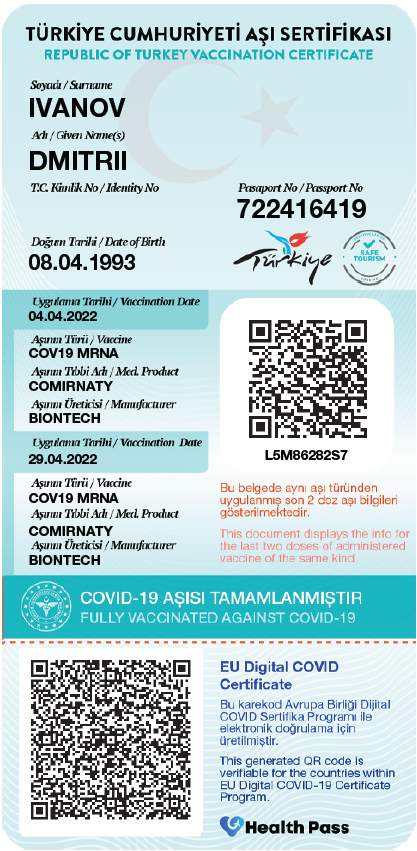 TÜRKİYE CUMHURİYETİ AŞI SERTİFİKASI
REPUBLIC OF TURKEY VACCINATION CERTIFICATE
Soyadı / Surname
IVANOV
Adı / Given Name(s)
DMITRII
T.C. Kimlik No / Identity No
Pasaport No / Passport No
722416419
Doğum Tarihi / Date of Birth
08.04.1993
Türkiye
SAFE
TOURISM
Uygulama Tarihi / Vaccination Date
04.04.2022
Aşının Türü / Vaccine
COV19 MRNA
Aşının Tıbbi Adı / Med. Product
COMIRNATY
Aşının Üreticisi / Manufacturer
BIONTECH
Uygulama Tarihi / Vaccination Date
29.04.2022
Aşının Türü / Vaccine
COV19 MRNA
Aşının Tıbbi Adı / Med. Product
COMIRNATY
Aşının Üreticisi / Manufacturer
BIONTECH
L5M86282S7
Bu belgede aynı aşı türünden
uygulanmış son 2 doz aşı bilgileri
gösterilmektedir.
This document displays the info for
the last two doses of administered
vaccine of the same kind
COVID-19 AŞISI TAMAMLANMIŞTIR
FULLY VACCINATED AGAINST COVID-19
EU Digital COVID
Certificate
Bu karekod Avrupa Birliği Dijital
COVID Sertifika Programı ile
elektronik doğrulama için
üretilmiştir.
This generated QR code is
verifiable for the countries within
EU Digital COVID-19 Certificate
Program.
Health Pass